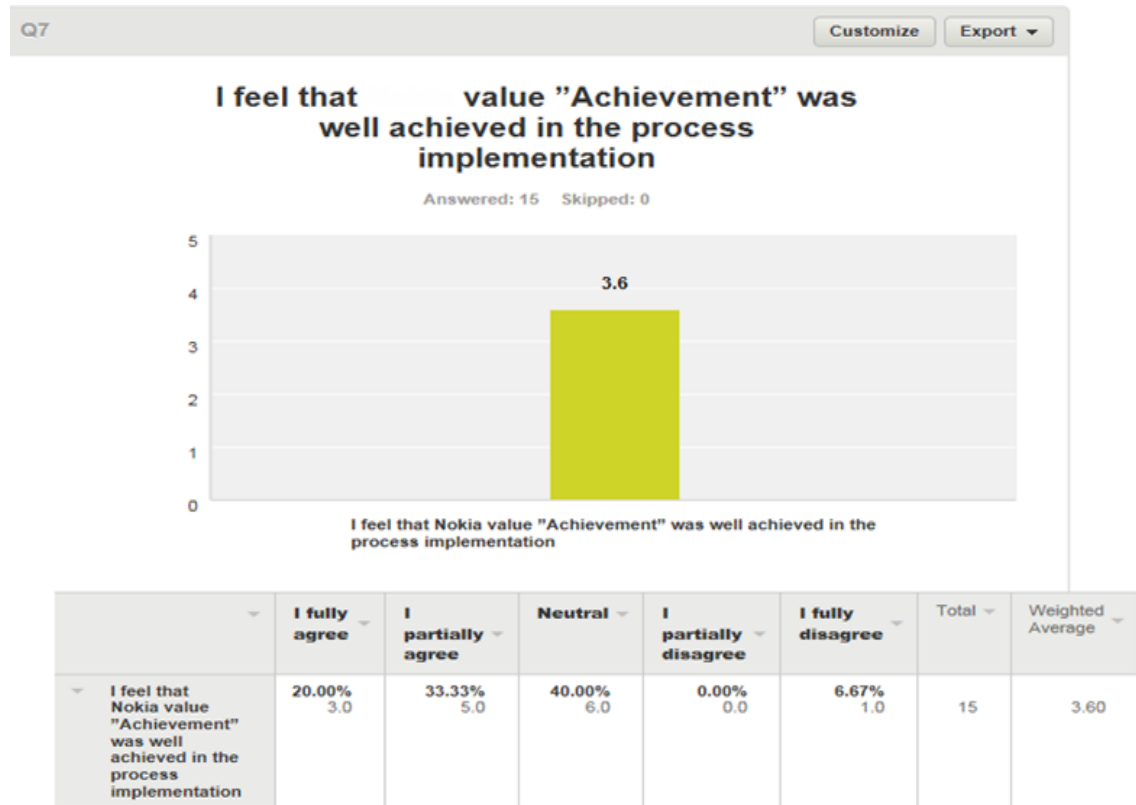 Q7
Customize
Export
I feel that value ”Achievement” was
well achieved in the process
implementation
Answered: 15 Skipped: 0
5
4
3
2
1
0
3.6
I feel that Nokia value ”Achievement” was well achieved in the
process implementation
I fully
agree
I
partially
agree
Neutral
I
partially
disagree
I fully
disagree
Total
Weighted
Average
I feel that
Nokia value
”Achievement”
was well
achieved in the
process
implementation
20.00%
3.0
33.33%
5.0
40.00%
6.0
0.00%
0.0
6.67%
1.0
15
3.60